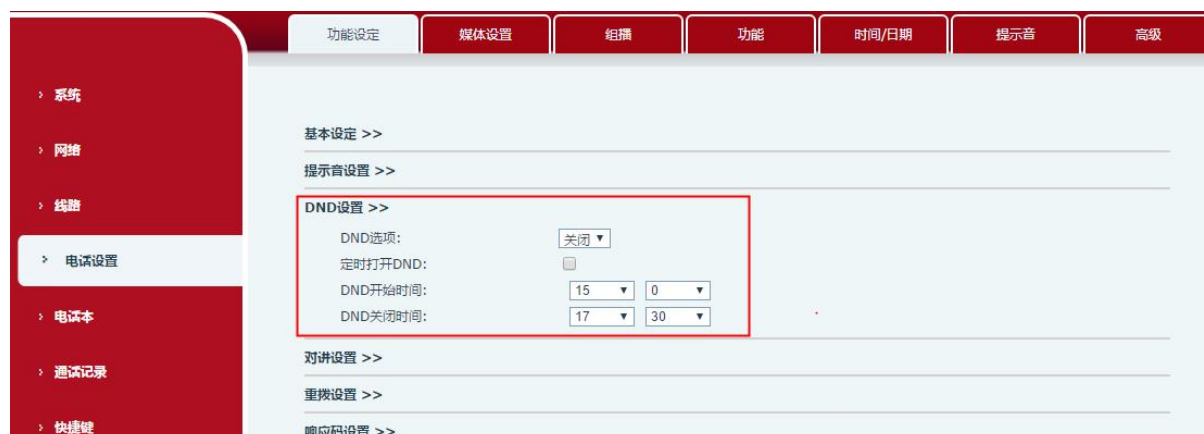 功能设定 媒体设置 组播 功能 时间/日期 提示音 高级
› 系统
› 网络
› 线路
› 电话设置
› 电话本
› 通话记录
› 快捷键
基本设定 >>
提示音设置 >>
DND设置 >>
DND选项: 关闭
定时打开DND:
DND开始时间: 15 0
DND关闭时间: 17 30
对讲设置 >>
重拨设置 >>
响应码设置 >>